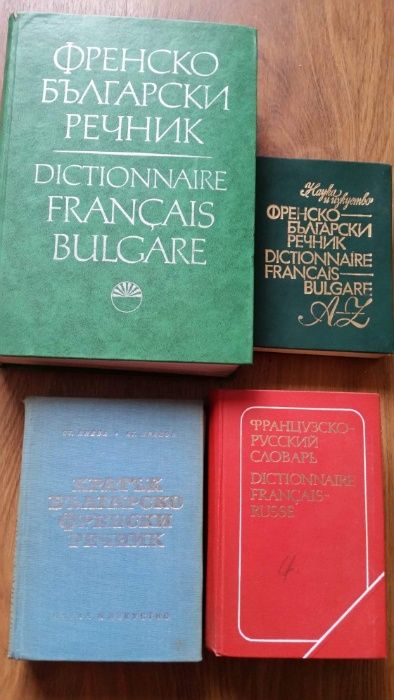 ФРЕНСКО
БЪЛГАРСКИ
РЕЧНИК
DICTIONNAIRE
FRANÇAIS
BULGARE
Наука
и изкуство
ФРЕНСКО—
БЪЛГАРСКИ
РЕЧНИК
DICTIONNAIRE
FRANÇAIS—
BULGARE
A-Z
КРАТЪК
БЪЛГАРСКО
ФРЕНСКИ
РЕЧНИК
НАУКА И ИЗКУСТВО
ФРАНЦУЗСКО-
РУССКИЙ
СЛОВАРЬ
DICTIONNAIRE
FRANÇAIS-
RUSSE